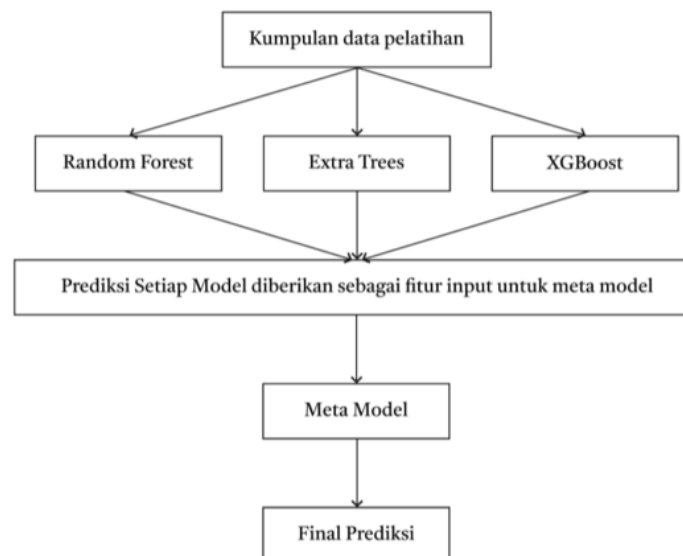 Kumpulan data pelatihan
Random Forest
Extra Trees
XGBoost
Prediksi Setiap Model diberikan sebagai fitur input untuk meta model
Meta Model
Final Prediksi